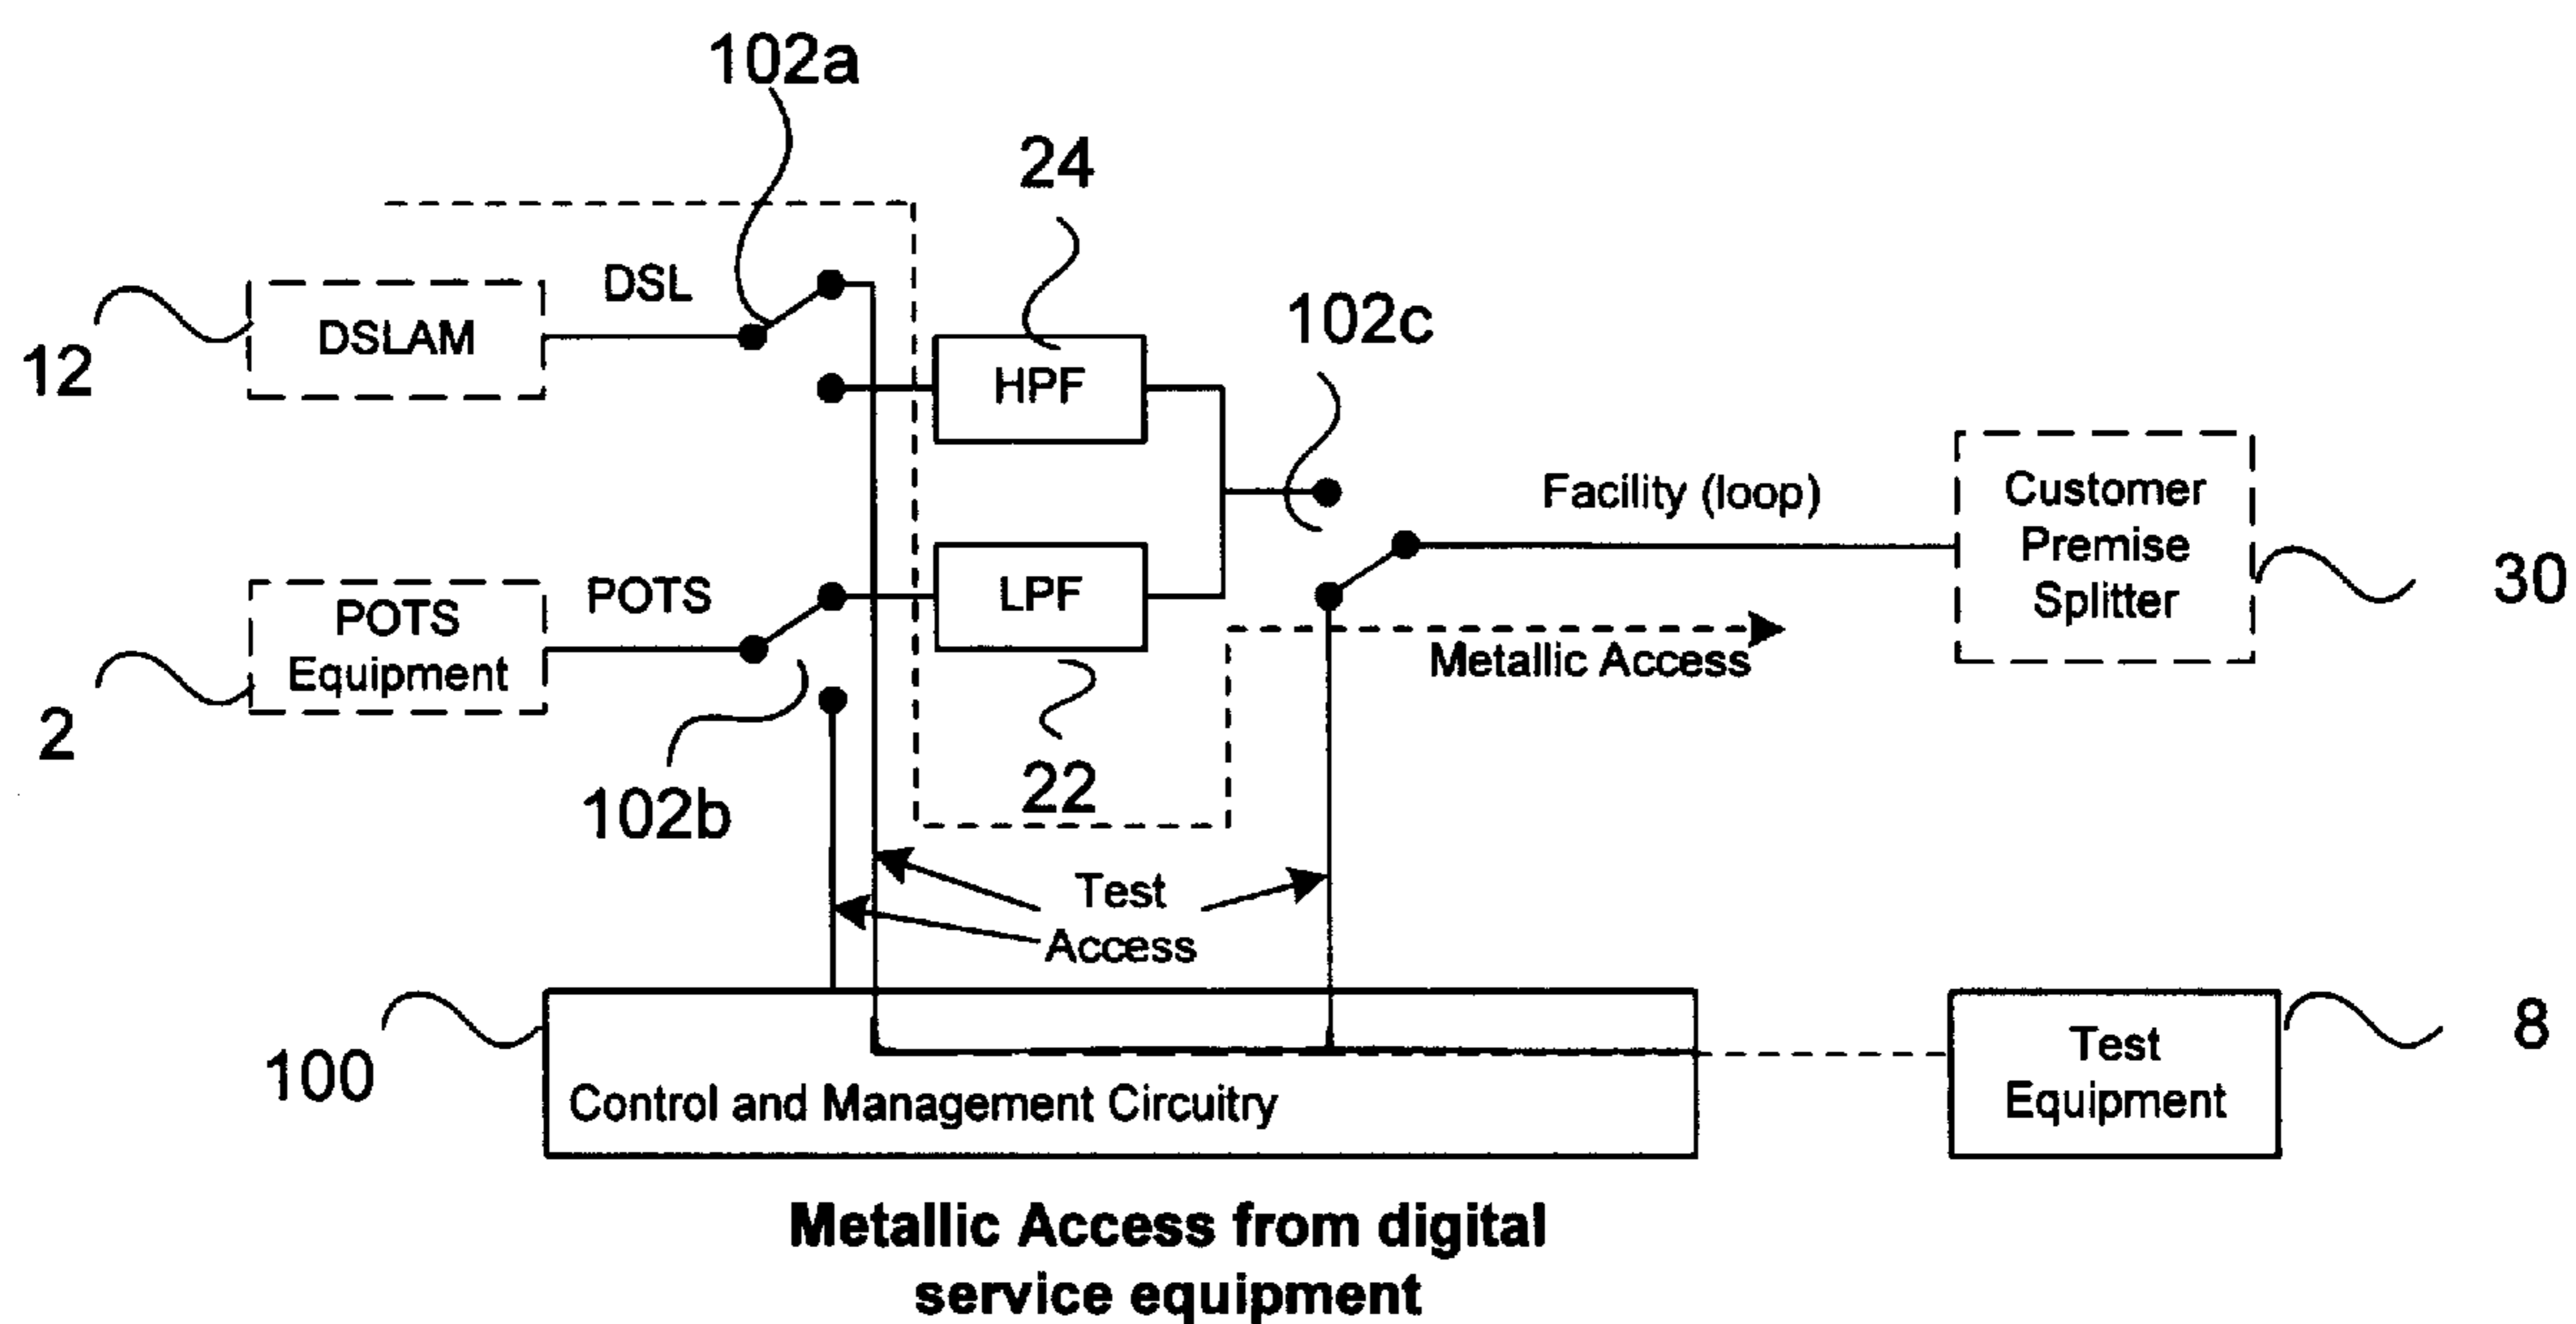 102a
24
DSL
102c
12
DSLAM
HPF
Facility (loop)
Customer
Premise
Splitter
30
POTS
Equipment
POTS
LPF
Metallic Access
2
102b
22
Test
Access
100
Control and Management Circuitry
Test
Equipment
8
Metallic Access from digital
service equipment